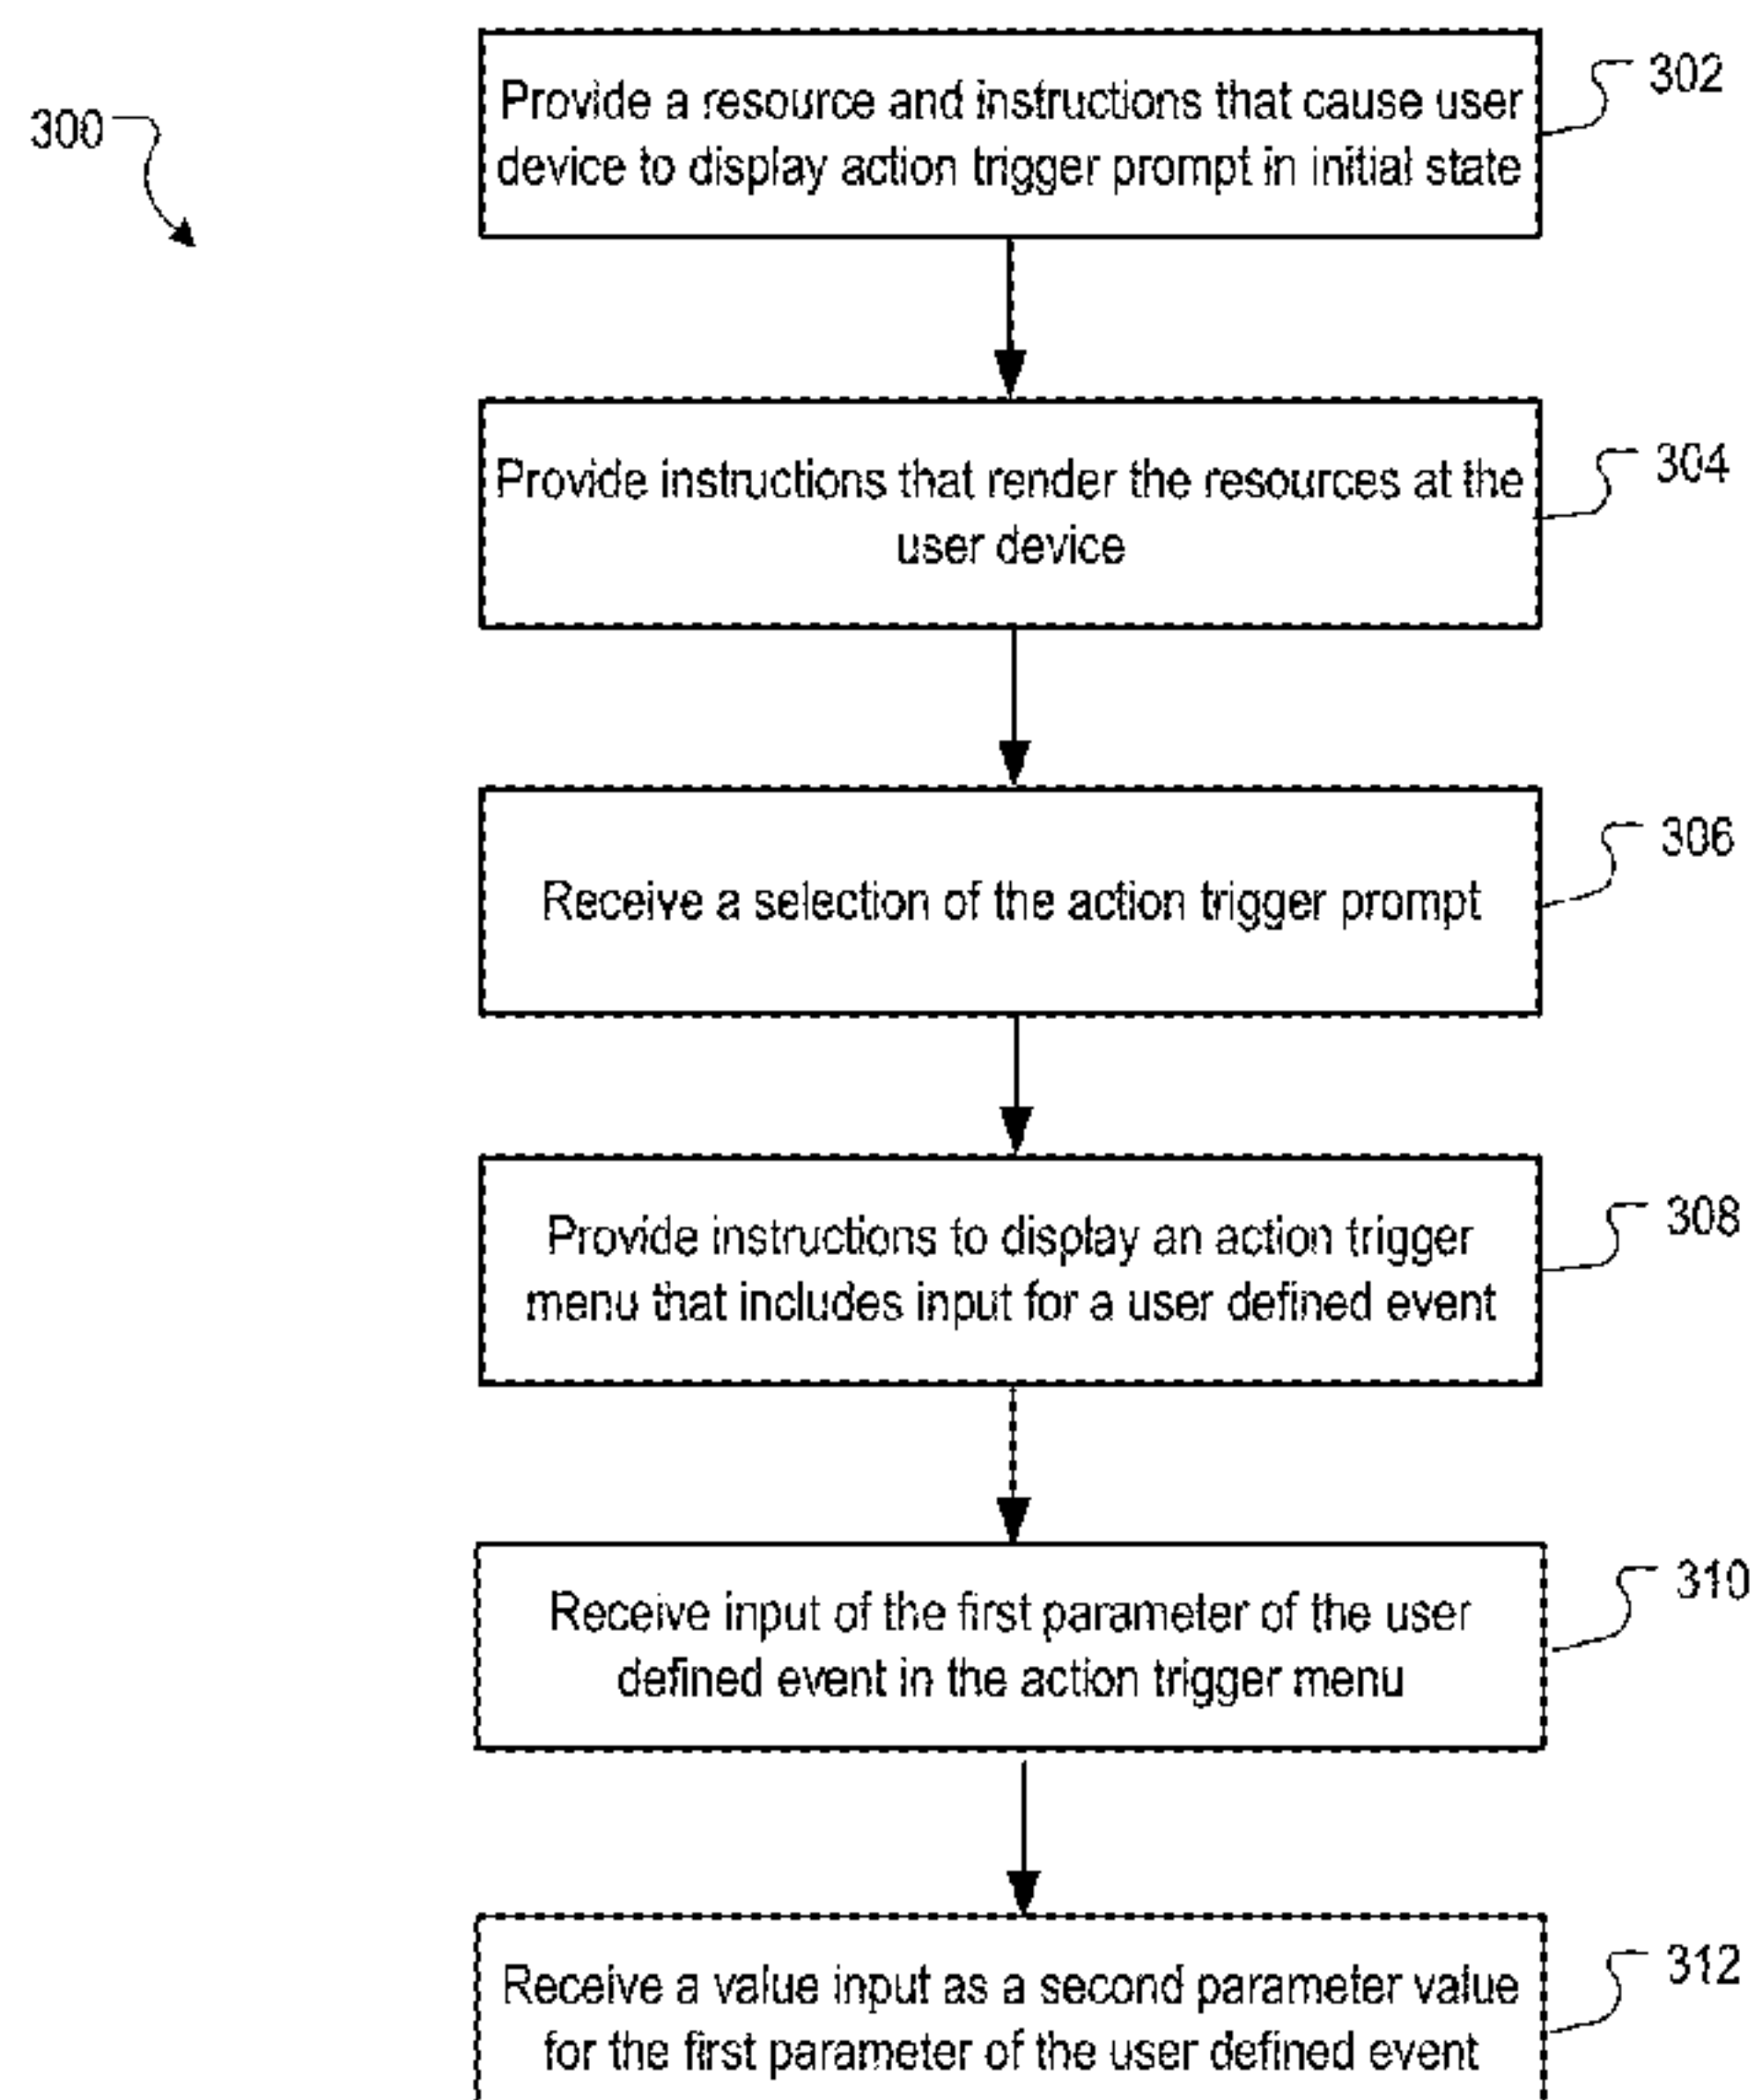 300
Provide a resource and instructions that cause user
device to display action trigger prompt in initial state
302
Provide instructions that render the resources at the
user device
304
Receive a selection of the action trigger prompt
306
Provide instructions to display an action trigger
menu that includes input for a user defined event
308
Receive input of the first parameter of the user
defined event in the action trigger menu
310
Receive a value input as a second parameter value
for the first parameter of the user defined event
312